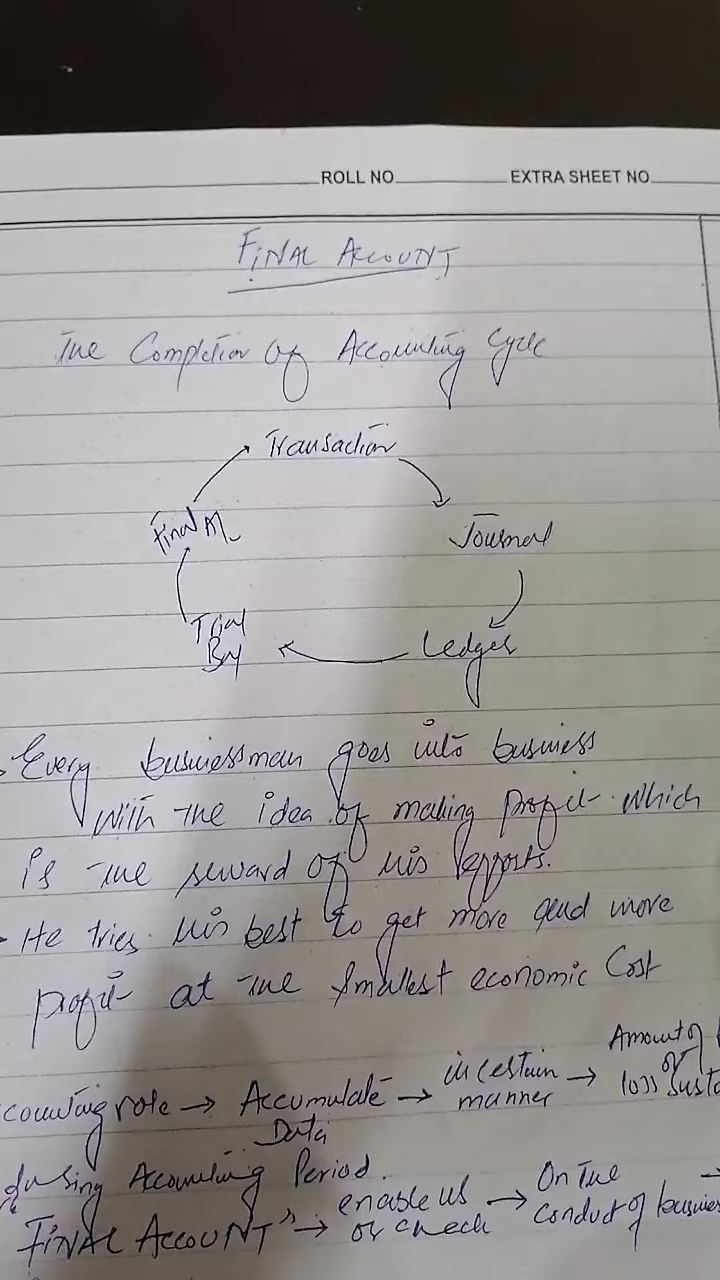 ROLL NO EXTRA SHEET NO
FINAL ACCOUNT
The Completion of Accounting Cycle
Transaction
Final A/c Journal
Trial
Ledger
- Every businessman goes into business
with the idea of making profit which
is the reward of his efforts.
- He tries his best to get more and more
profit at the smallest economic Cost
Amount of
ccounting role → Accumulate → in certain → or
Data manner loss susta
during Accounting Period.
FINAL ACCOUNT" → enable us → On the →
or check conduct of busines